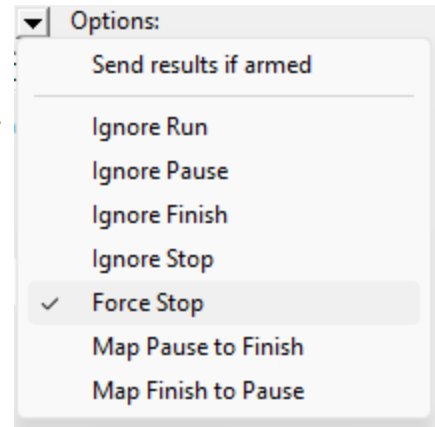 Options:
Send results if armed
Ignore Run
Ignore Pause
Ignore Finish
Ignore Stop
Force Stop
Map Pause to Finish
Map Finish to Pause